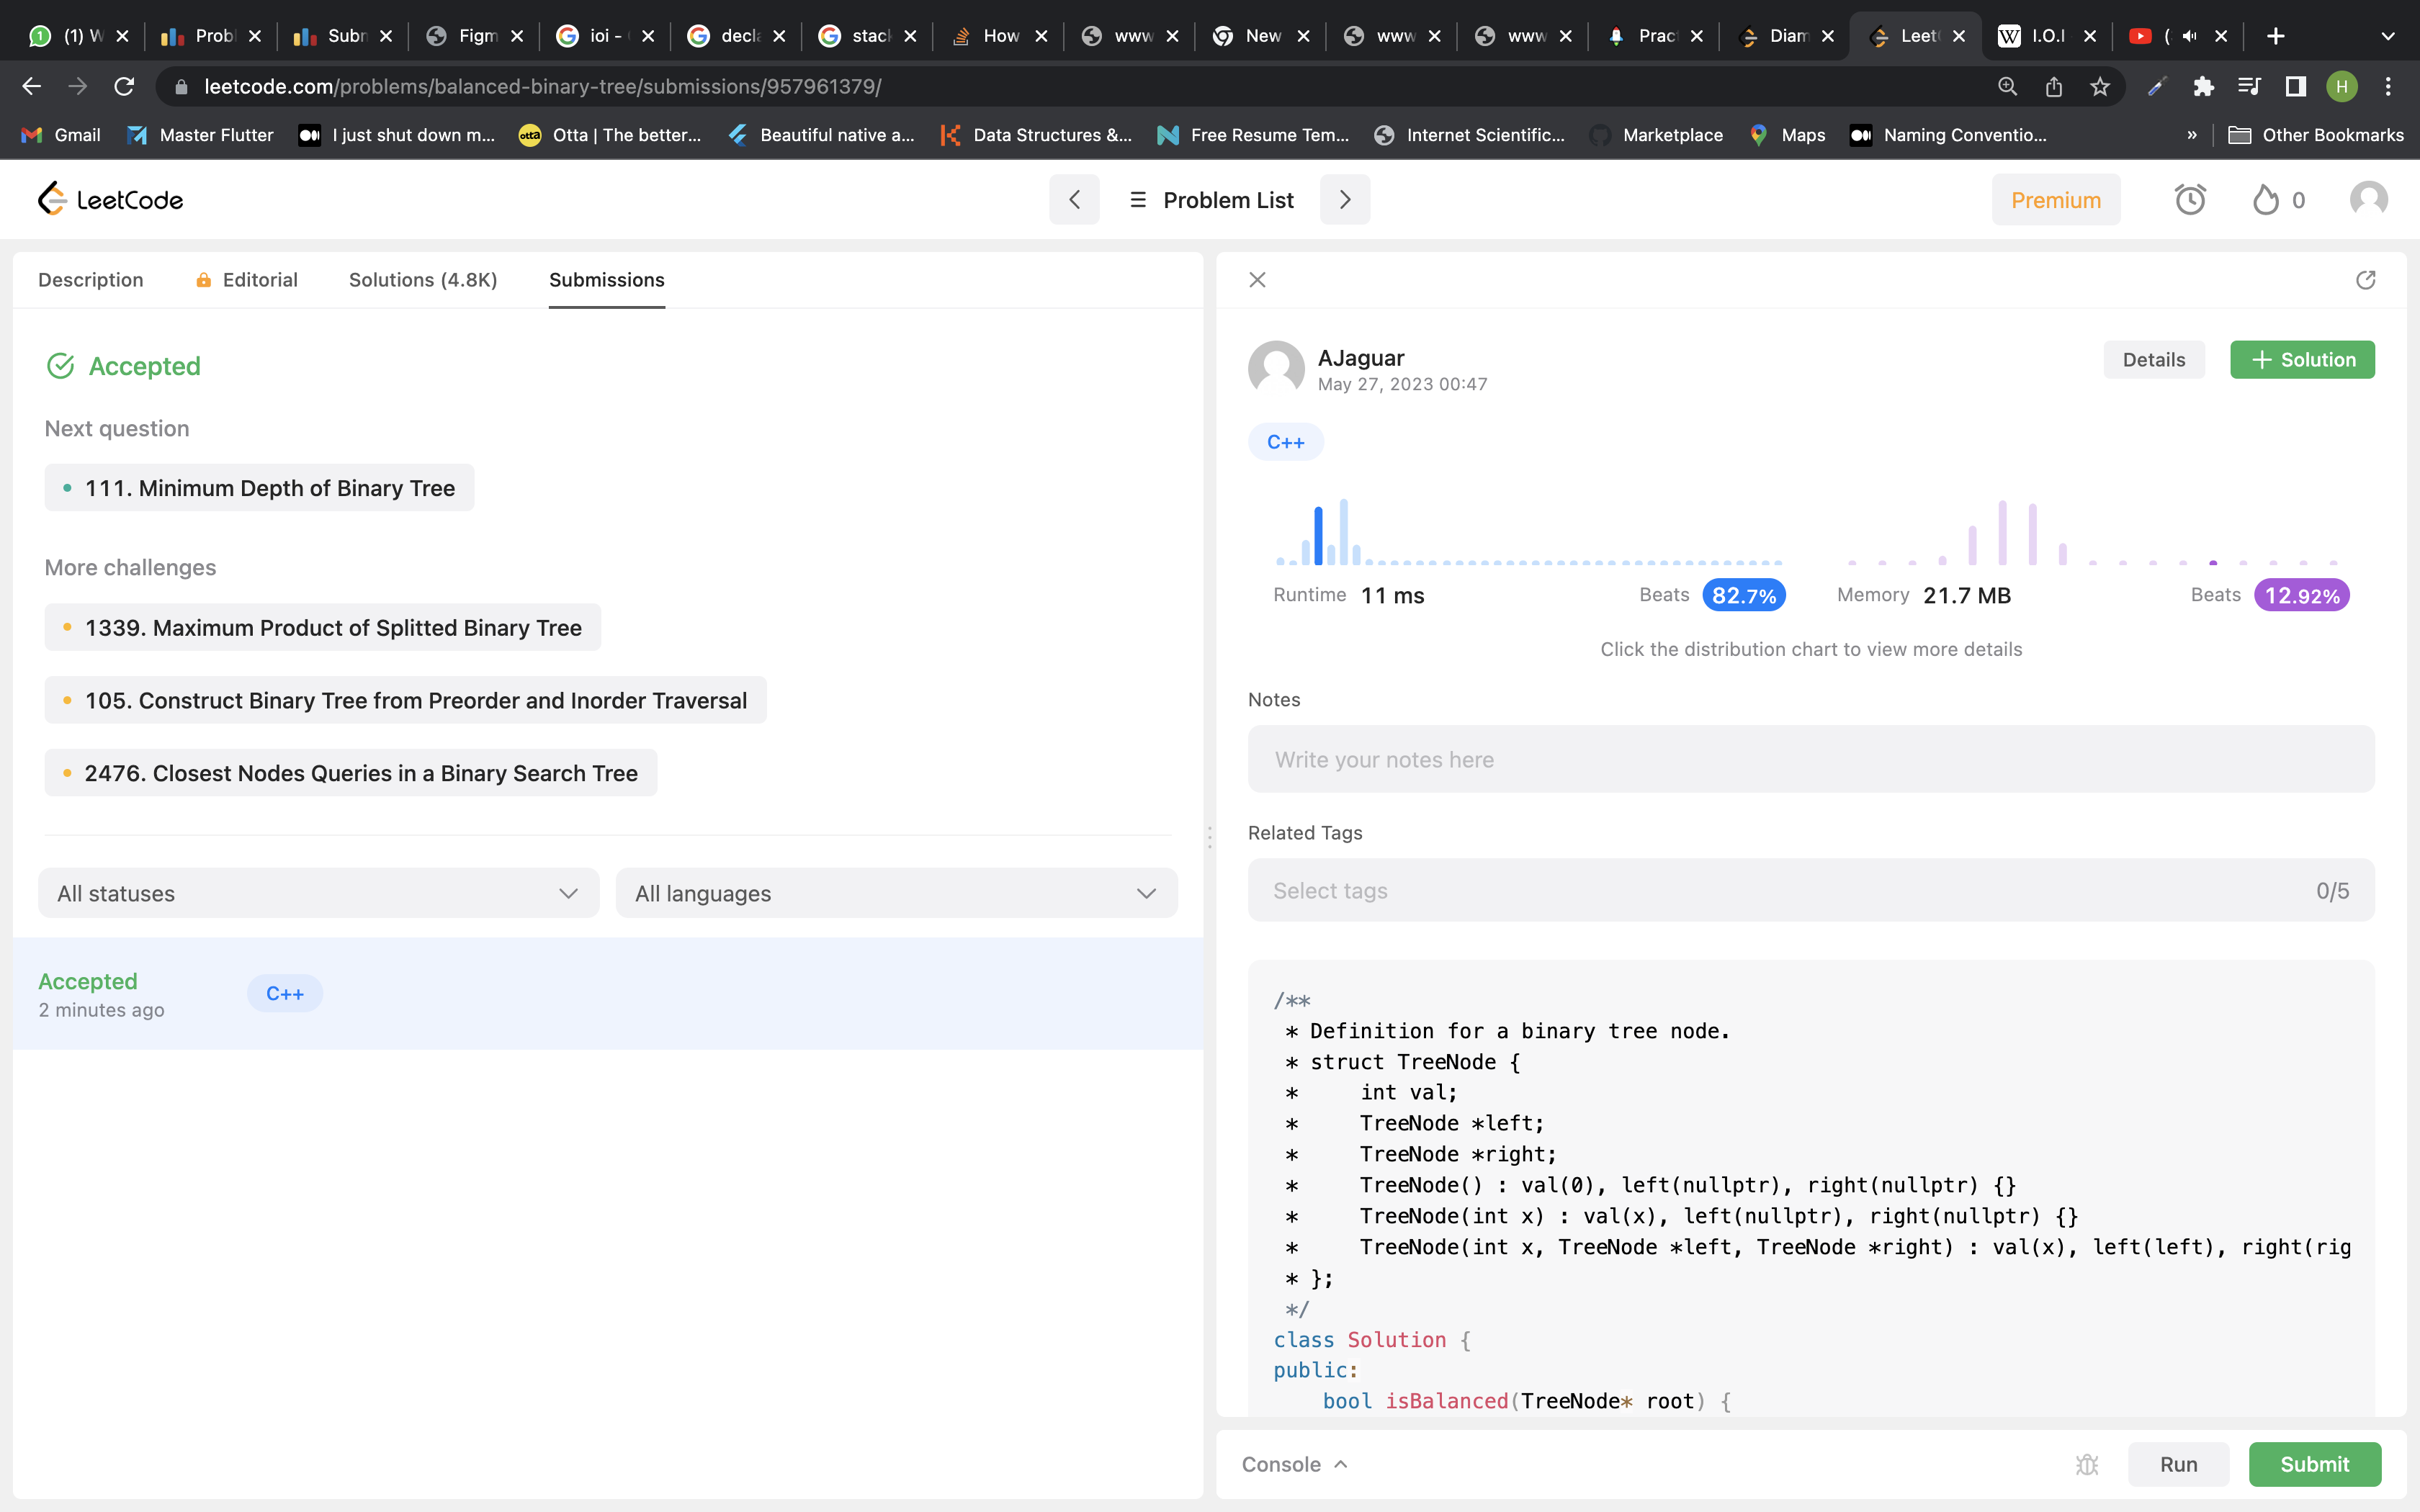 (1) W
Probl
Subm
Figm
ioi -
decla
stack
How
www
New
www
www
Prac
Diam
LeetC
I.O.I
(
leetcode.com/problems/balanced-binary-tree/submissions/957961379/
H
Gmail
Master Flutter
I just shut down m...
otta
Otta | The better...
Beautiful native a...
Data Structures &...
Free Resume Tem...
Internet Scientific...
Marketplace
Maps
Naming Conventio...
»
Other Bookmarks
LeetCode
Problem List
Premium
0
Description
Editorial
Solutions (4.8K)
Submissions
Accepted
Next question
111. Minimum Depth of Binary Tree
More challenges
1339. Maximum Product of Splitted Binary Tree
105. Construct Binary Tree from Preorder and Inorder Traversal
2476. Closest Nodes Queries in a Binary Search Tree
All statuses
All languages
Accepted
2 minutes ago
C++
AJaguar
May 27, 2023 00:47
Details
+ Solution
C++
Runtime 11 ms
Beats 82.7%
Memory 21.7 MB
Beats 12.92%
Click the distribution chart to view more details
Notes
Write your notes here
Related Tags
Select tags
0/5
/**
 * Definition for a binary tree node.
 * struct TreeNode {
 *     int val;
 *     TreeNode *left;
 *     TreeNode *right;
 *     TreeNode() : val(0), left(nullptr), right(nullptr) {}
 *     TreeNode(int x) : val(x), left(nullptr), right(nullptr) {}
 *     TreeNode(int x, TreeNode *left, TreeNode *right) : val(x), left(left), right(rig
 * };
 */
class Solution {
public:
    bool isBalanced(TreeNode* root) {
Console
Run
Submit